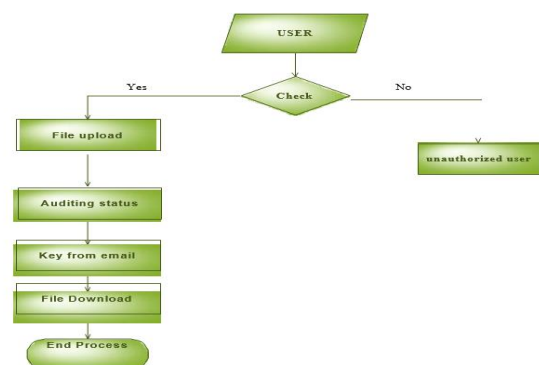 USER
Yes
Check
No
File upload
unauthorized user
Auditing status
Key from email
File Download
End Process